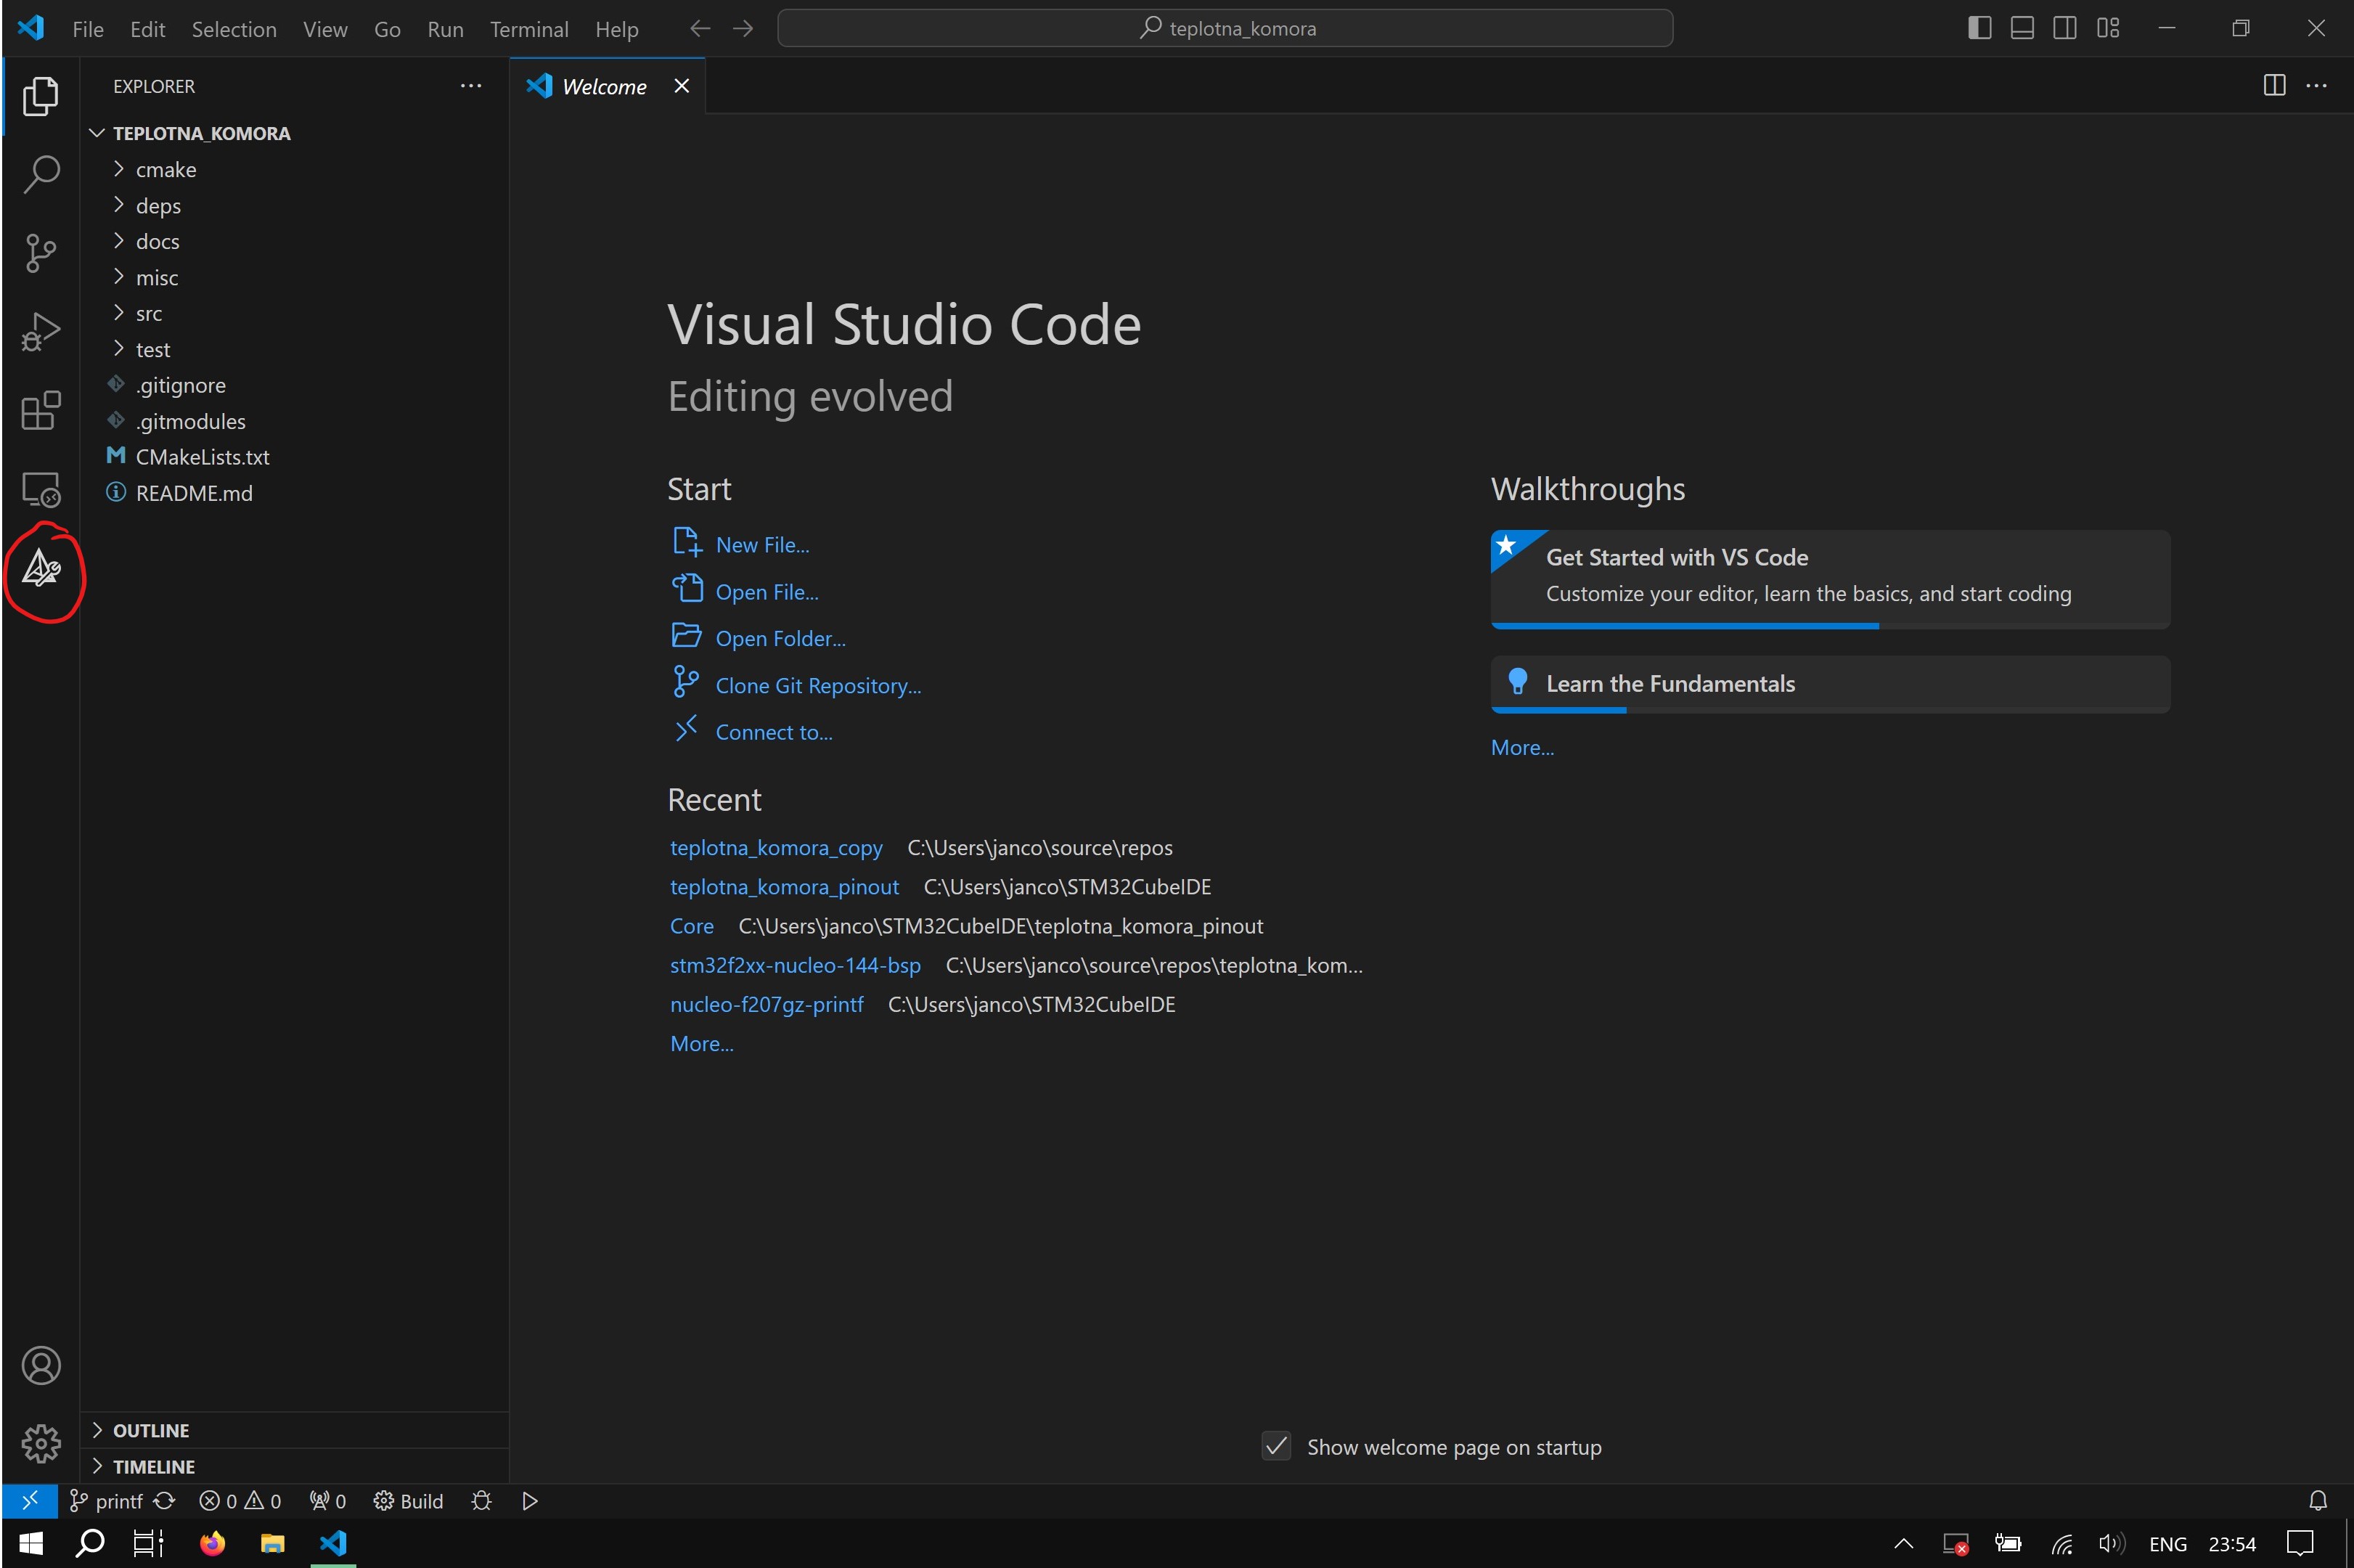 File Edit Selection View Go Run Terminal Help teplotna_komora
EXPLORER
Welcome
TEPLOTNA_KOMORA
cmake
deps
docs
misc
src
test
.gitignore
.gitmodules
CMakeLists.txt
README.md
OUTLINE
TIMELINE
Visual Studio Code
Editing evolved
Start
New File...
Open File...
Open Folder...
Clone Git Repository...
Connect to...
Recent
teplotna_komora_copy C:\Users\janco\source\repos
teplotna_komora_pinout C:\Users\janco\STM32CubeIDE
Core C:\Users\janco\STM32CubeIDE\teplotna_komora_pinout
stm32f2xx-nucleo-144-bsp C:\Users\janco\source\repos\teplotna_kom...
nucleo-f207gz-printf C:\Users\janco\STM32CubeIDE
More...
Walkthroughs
Get Started with VS Code
Customize your editor, learn the basics, and start coding
Learn the Fundamentals
More...
Show welcome page on startup
printf 0 0 0 Build
ENG 23:54